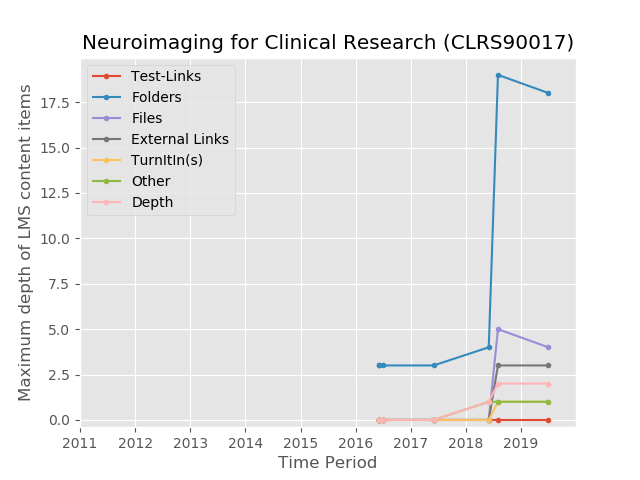 Neuroimaging for Clinical Research (CLRS90017)
Test-Links
Folders
Files
External Links
TurnItIn(s)
Other
Depth
Maximum depth of LMS content items
17.5
15.0
12.5
10.0
7.5
5.0
2.5
0.0
2011 2012 2013 2014 2015 2016 2017 2018 2019
Time Period